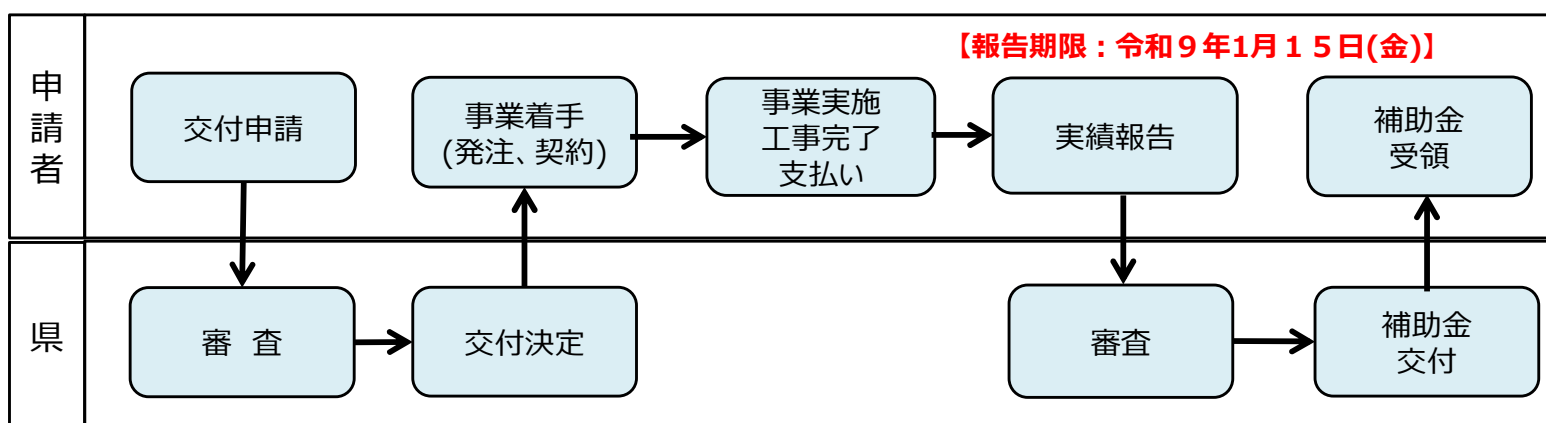 【報告期限：令和９年1月１５日(金)】
申請者
交付申請
事業着手
(発注、契約)
事業実施
工事完了
支払い
実績報告
補助金
受領
県
審　査
交付決定
審査
補助金
交付